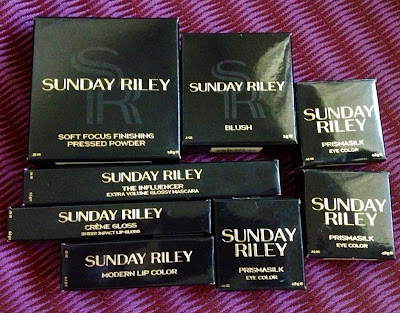 SR
SUNDAY RILEY
SOFT FOCUS FINISHING
PRESSED POWDER
SR
SUNDAY RILEY
BLUSH
SUNDAY
RILEY
PRISMASILK
EYE COLOR
SUNDAY RILEY
THE INFLUENCER
EXTRA VOLUME GLOSSY MASCARA
SUNDAY RILEY
CRÈME GLOSS
SHEER IMPACT LIP GLOSS
SUNDAY RILEY
MODERN LIP COLOR
SUNDAY
RILEY
PRISMASILK
EYE COLOR
SUNDAY
RILEY
PRISMASILK
EYE COLOR